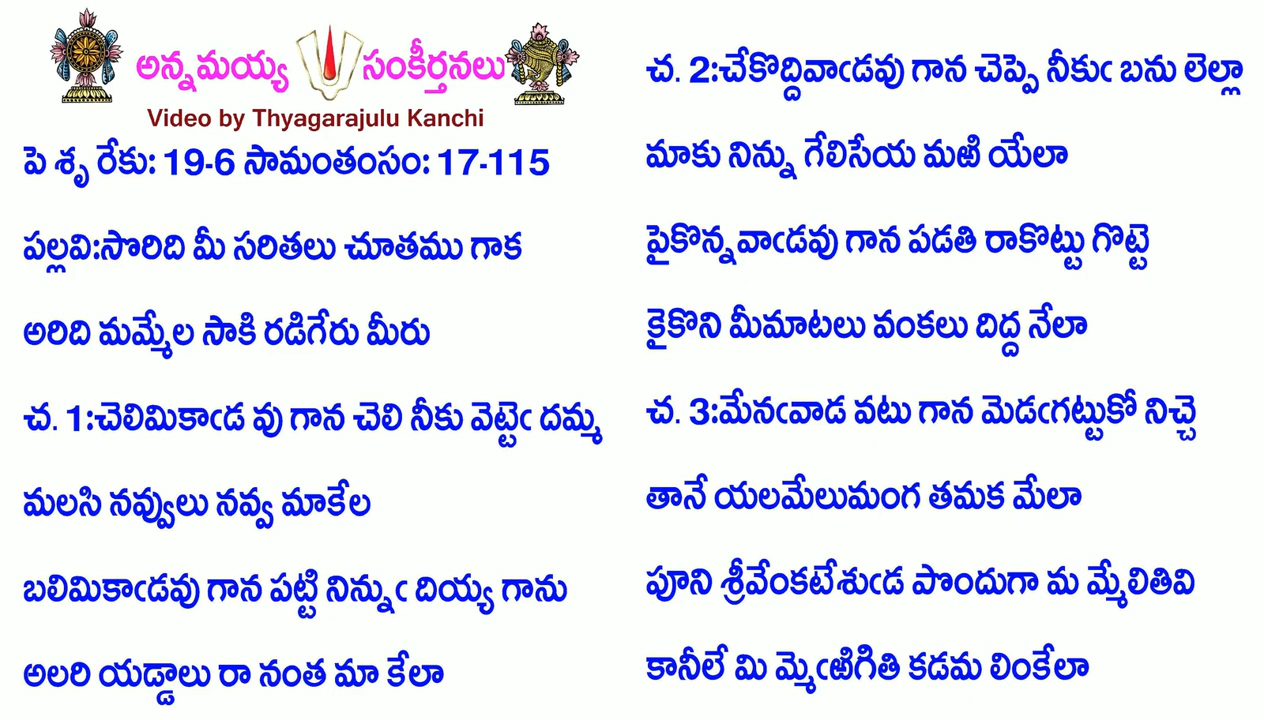 అన్నమయ్య సంకీర్తనలు
Video by Thyagarajulu Kanchi
పె శృ రేకు: 19-6 సామంతంసం: 17-115
పల్లవి:సొరిది మీ సరితలు చూతము గాక
అరిది మమ్మేల సాకి రడిగేరు మీరు
చ. 1:చెలిమికాఁడ వు గాన చెలి నీకు వెట్టెఁ దమ్మ
మలసి నవ్వులు నవ్వ మాకేల
బలిమికాఁడవు గాన పట్టి నిన్నుఁ దియ్య గాను
అలరి యడ్డాలు రా నంత మా కేలా
చ. 2:చేకొద్దివాఁడవు గాన చెప్పె నీకుఁ బను లెల్లా
మాకు నిన్ను గేలిసేయ మఱి యేలా
పైకొన్నవాఁడవు గాన పడతి రాకొట్టు గొట్టె
కైకొని మీమాటలు వంకలు దిద్ద నేలా
చ. 3:మేనఁవాడ వటు గాన మెడఁగట్టుకో నిచ్చె
తానే యలమేలుమంగ తమక మేలా
పూని శ్రీవేంకటేశుఁడ పొందుగా మ మ్మేలితివి
కానీలే మి మ్మెఁఱిగితి కడమ లింకేలా